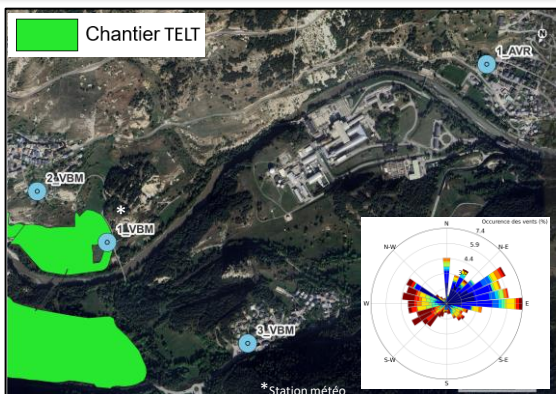 Chantier TELT
N
1_AVR
2_VBM
*
1_VBM
3_VBM
*Station météo
Occurence des vents (%)
N
7.4
5.9
4.4
N-W
N-E
W
E
S-W
S-E
S